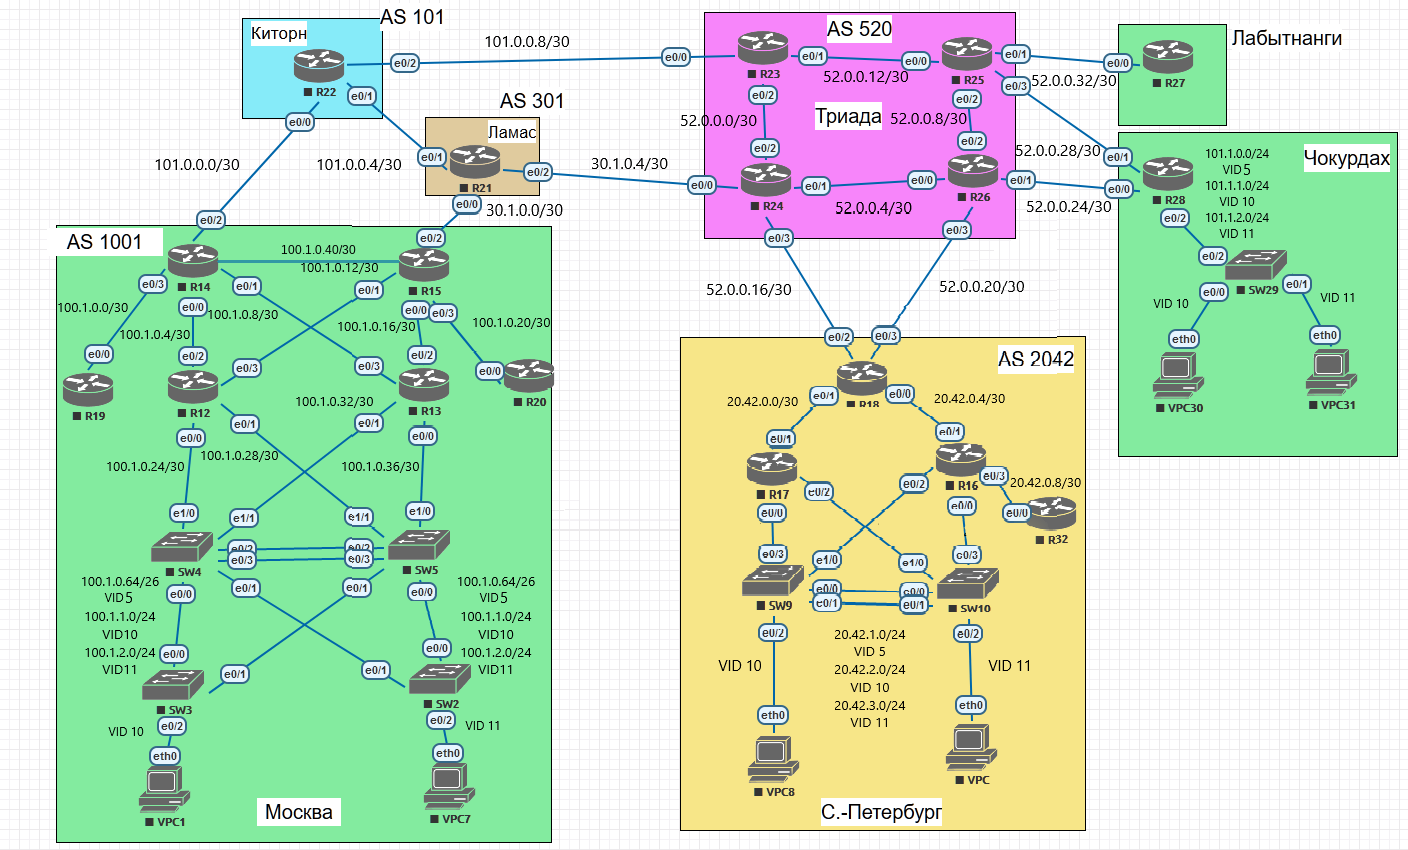 AS 101
Киторн
R22
e0/2
e0/1
e0/0
101.0.0.8/30
101.0.0.0/30
101.0.0.4/30
AS 301
Ламас
e0/1
R21
e0/2
e0/0
30.1.0.4/30
30.1.0.0/30
AS 520
Триада
e0/0
R23
e0/1
e0/2
52.0.0.12/30
e0/0
R25
e0/1
e0/3
e0/2
52.0.0.0/30
52.0.0.8/30
e0/2
e0/0
R24
e0/1
e0/3
52.0.0.4/30
e0/2
e0/0
R26
e0/1
e0/3
52.0.0.32/30
52.0.0.28/30
52.0.0.24/30
52.0.0.16/30
52.0.0.20/30
Лабытнанги
e0/0
R27
Чокурдах
e0/1
e0/0
R28
e0/2
101.1.0.0/24
VID 5
101.1.1.0/24
VID 10
101.1.2.0/24
VID 11
e0/2
SW29
e0/0
e0/1
VID 10
VID 11
eth0
eth0
VPC30
VPC31
AS 1001
e0/2
R14
e0/3
e0/0
e0/1
100.1.0.40/30
100.1.0.12/30
e0/2
R15
e0/1
e0/0
e0/3
100.1.0.0/30
100.1.0.4/30
100.1.0.8/30
100.1.0.16/30
100.1.0.20/30
e0/0
R19
e0/2
e0/3
R12
e0/0
e0/1
e0/3
e0/2
R13
e0/1
e0/0
e0/0
R20
100.1.0.32/30
100.1.0.24/30
100.1.0.28/30
100.1.0.36/30
e1/0
e1/1
e0/2
e0/3
SW4
e0/0
e0/1
e1/1
e1/0
e0/2
e0/3
SW5
e0/1
e0/0
100.1.0.64/26
VID 5
100.1.1.0/24
VID10
100.1.2.0/24
VID11
100.1.0.64/26
VID 5
100.1.1.0/24
VID10
100.1.2.0/24
VID11
e0/0
e0/1
SW3
e0/2
e0/1
e0/0
SW2
e0/2
VID 10
VID 11
eth0
eth0
VPC1
VPC7
Москва
AS 2042
e0/2
e0/3
R18
e0/1
e0/0
20.42.0.0/30
20.42.0.4/30
e0/1
R17
e0/2
e0/0
e0/1
R16
e0/2
e0/0
e0/3
20.42.0.8/30
e0/0
R32
e0/3
e1/0
e0/0
e0/1
SW9
e0/2
e1/0
e0/3
e0/0
e0/1
SW10
e0/2
20.42.1.0/24
VID 5
20.42.2.0/24
VID 10
20.42.3.0/24
VID 11
VID 10
VID 11
eth0
eth0
VPC8
VPC
С.-Петербург